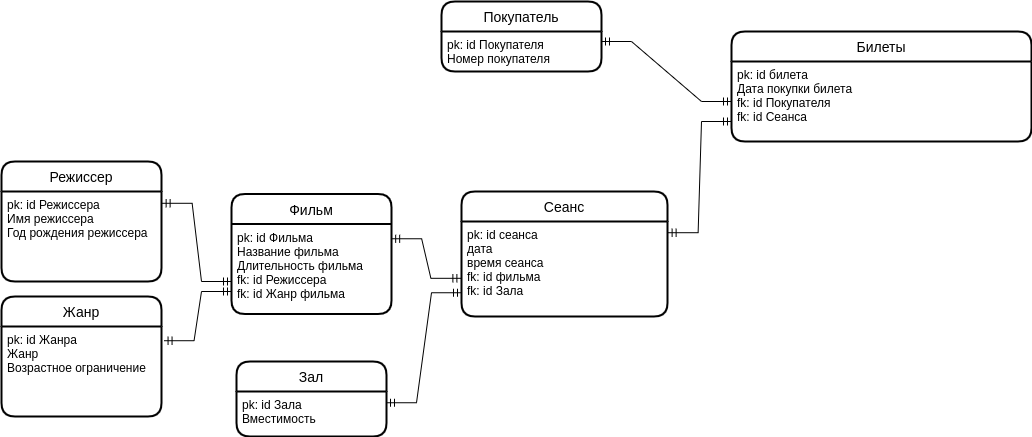 Покупатель
pk: id Покупателя
Номер покупателя
Билеты
pk: id билета
Дата покупки билета
fk: id Покупателя
fk: id Сеанса
Режиссер
pk: id Режиссера
Имя режиссера
Год рождения режиссера
Фильм
pk: id Фильма
Название фильма
Длительность фильма
fk: id Режиссера
fk: id Жанр фильма
Сеанс
pk: id сеанса
дата
время сеанса
fk: id фильма
fk: id Зала
Жанр
pk: id Жанра
Жанр
Возрастное ограничение
Зал
pk: id Зала
Вместимость